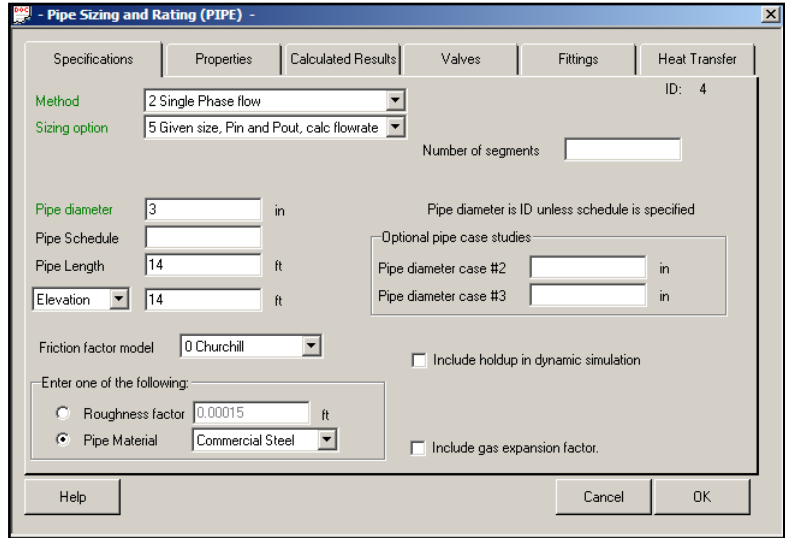 - Pipe Sizing and Rating (PIPE) -
Specifications Properties Calculated Results Valves Fittings Heat Transfer
ID: 4
Method 2 Single Phase flow
Sizing option 5 Given size, Pin and Pout, calc flowrate
Number of segments
Pipe diameter 3 in Pipe diameter is ID unless schedule is specified
Pipe Schedule
Optional pipe case studies
Pipe Length 14 ft Pipe diameter case #2 in
Elevation 14 ft Pipe diameter case #3 in
Friction factor model 0 Churchill
Include holdup in dynamic simulation
Enter one of the following:
Roughness factor 0.00015 ft
Pipe Material Commercial Steel
Include gas expansion factor.
Help Cancel OK